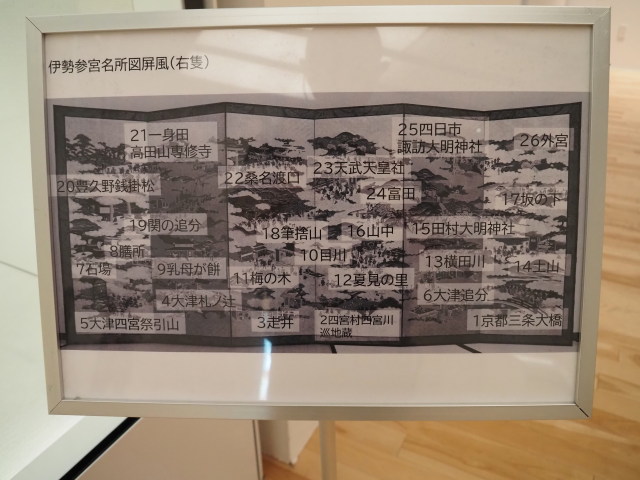 伊勢参宮名所図屏風(右隻)
21一身田
高田山専修寺
25四日市
諏訪大明神社
26外宮
23天武天皇社
22桑名渡口
20豊久野銭掛松
24富田
17坂の下
19関の追分
18筆捨山
16山中
15田村大明神社
8膳所
10目川
13横田川
14土山
7石場
9乳母が餅
11梅の木
12夏見の里
4大津札ノ辻
6大津追分
5大津四宮祭引山
3走井
2四宮村四宮川
巡地蔵
1京都三条大橋